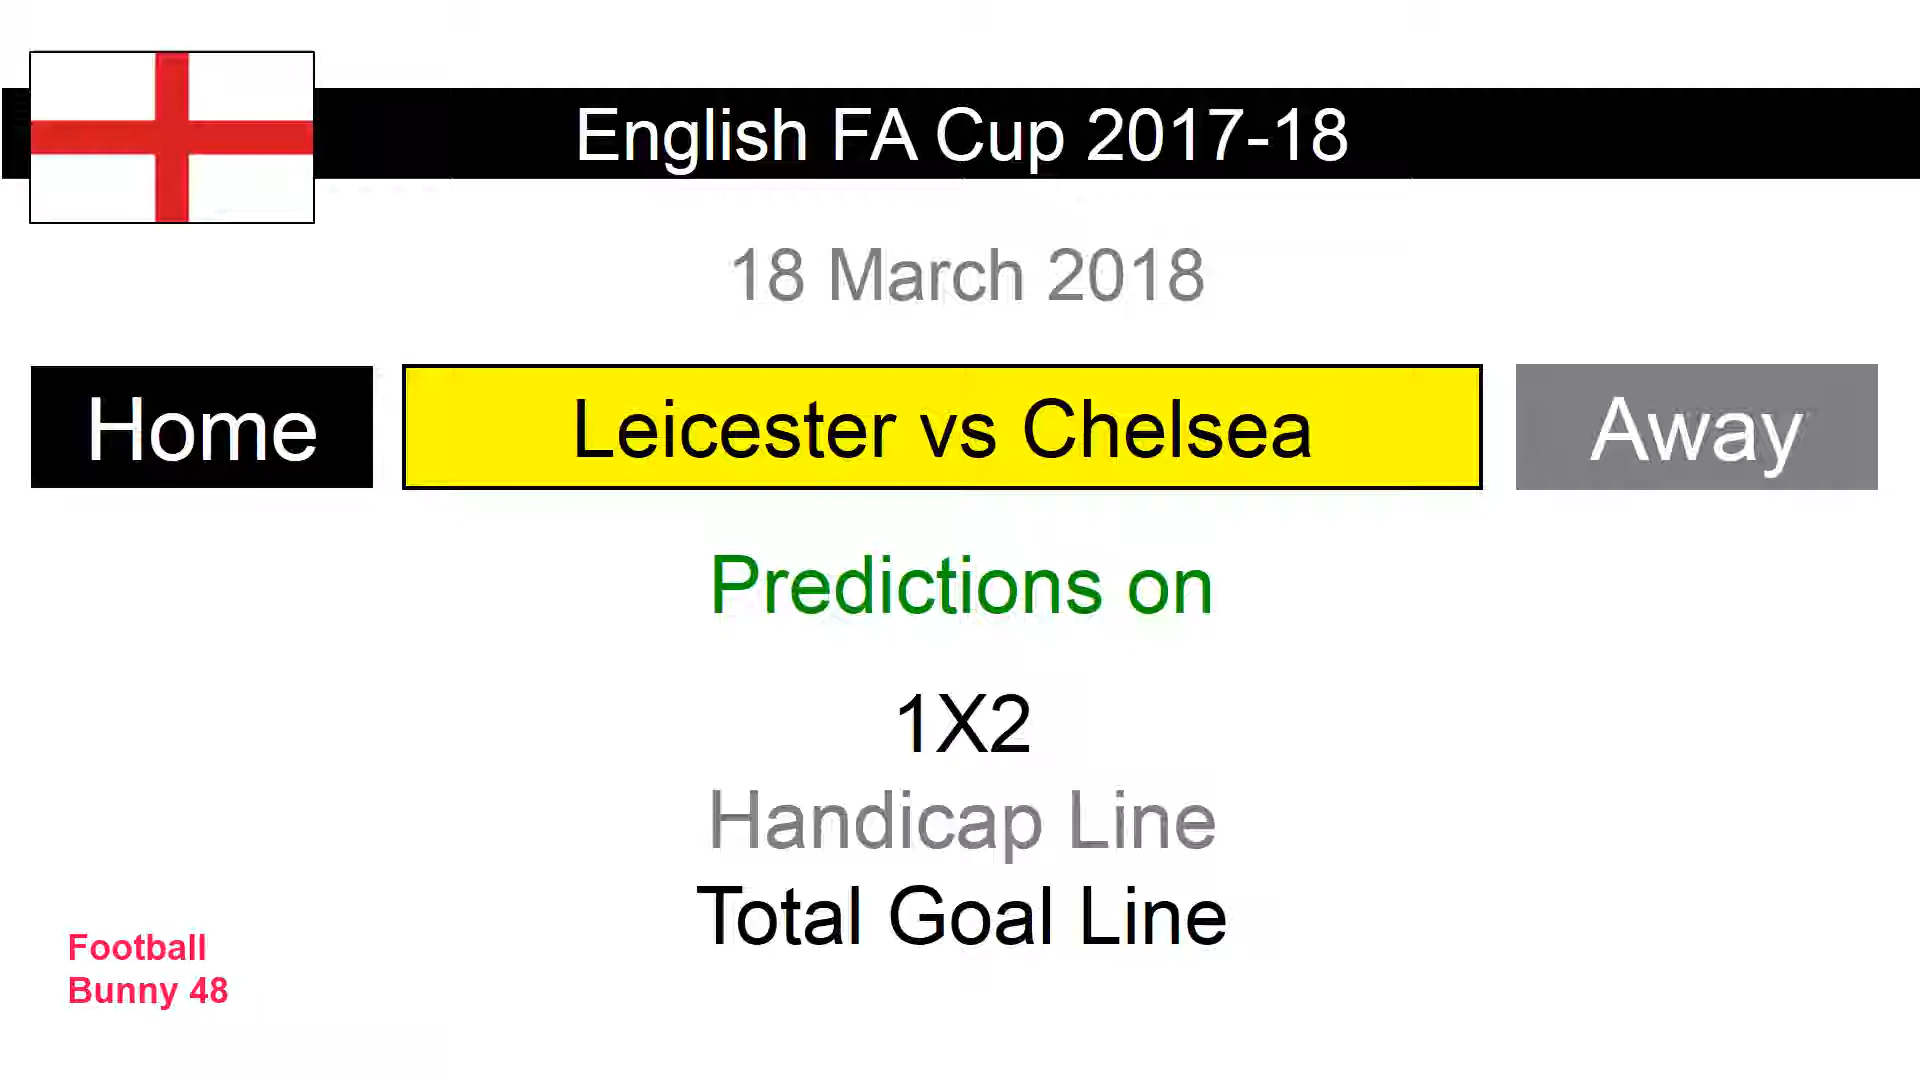 English FA Cup 2017-18
18 March 2018
Home
Leicester vs Chelsea
Away
Predictions on
1X2
Handicap Line
Total Goal Line
Football
Bunny 48